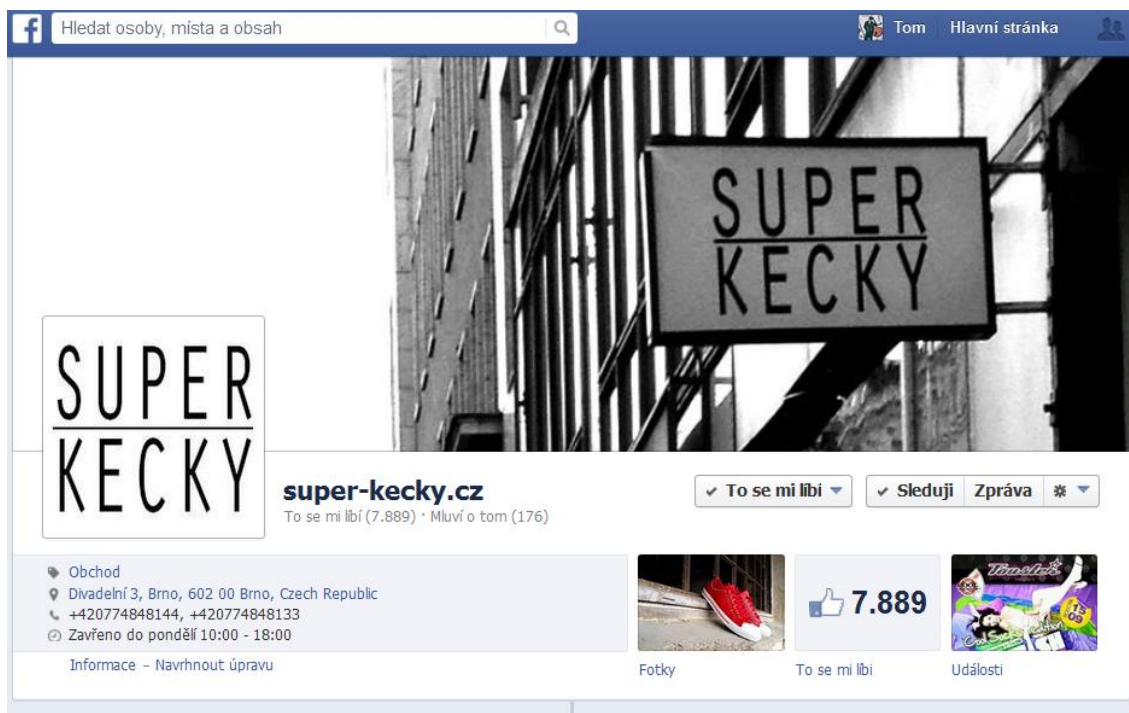 f
Hledat osoby, místa a obsah
Tom
Hlavní stránka
SUPER
KECKY
SUPER
KECKY
super-kecky.cz
To se mi líbí (7.889) · Mluví o tom (176)
To se mi líbí
Sleduji
Zpráva
Obchod
Divadelní 3, Brno, 602 00 Brno, Czech Republic
+420774848144, +420774848133
Zavřeno do pondělí 10:00 - 18:00
Informace – Navrhnout úpravu
7.889
Fotky
To se mi líbi
Události